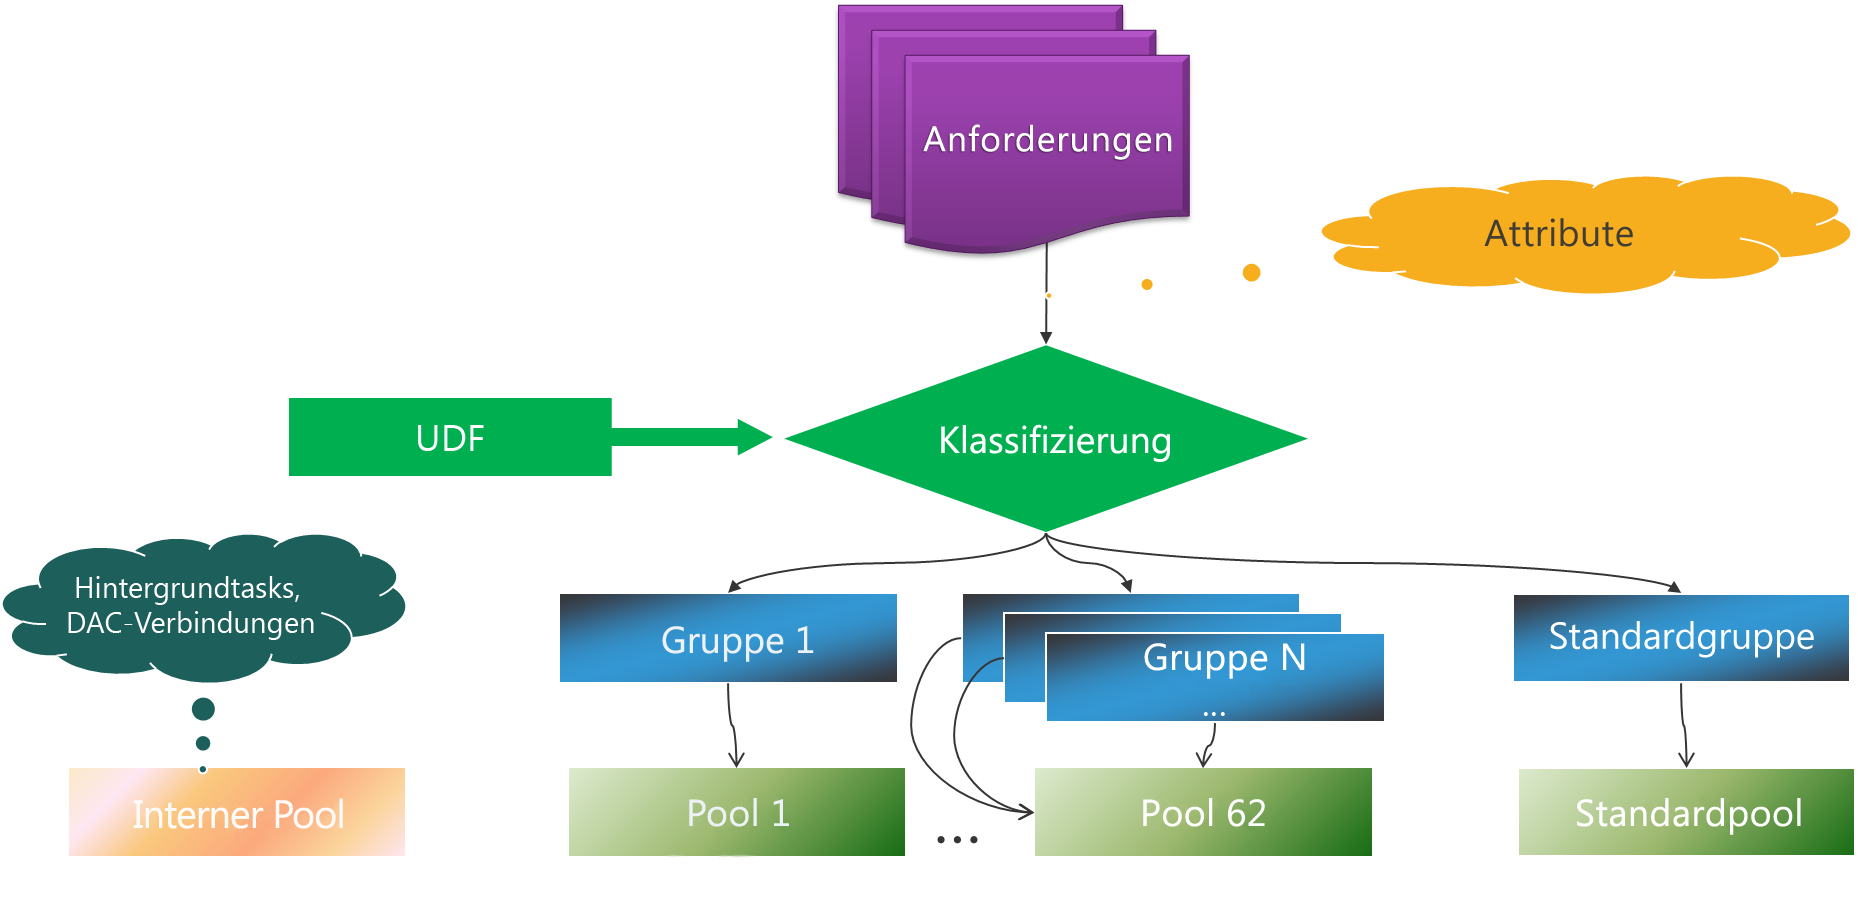 Anforderungen
Attribute
UDF
Klassifizierung
Hintergrundtasks,
DAC-Verbindungen
Gruppe 1
Gruppe N
...
Standardgruppe
Interner Pool
Pool 1
...
Pool 62
Standardpool